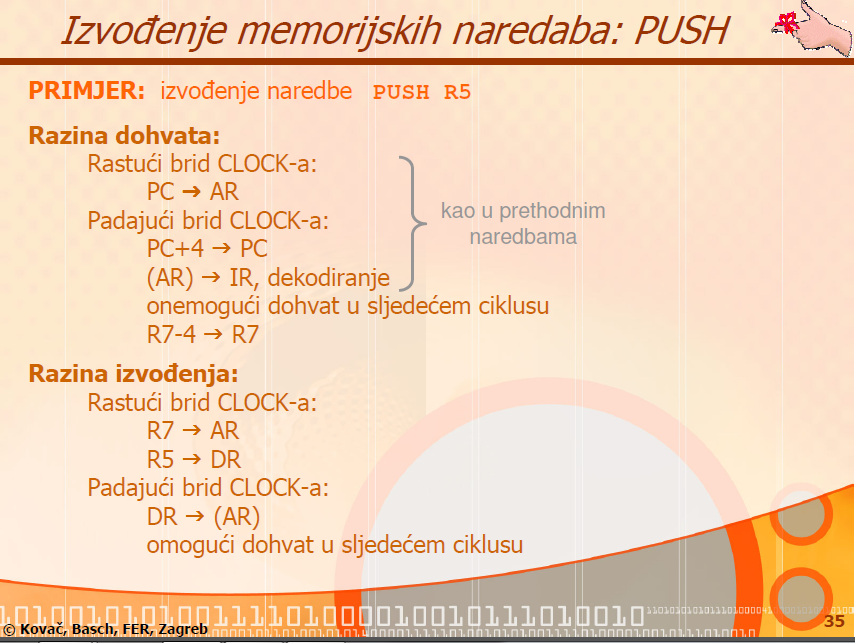 Izvođenje memorijskih naredaba: PUSH
PRIMJER: izvođenje naredbe PUSH R5
Razina dohvata:
Rastući brid CLOCK-a:
PC → AR
Padajući brid CLOCK-a:
PC+4 → PC
(AR) → IR, dekodiranje
kao u prethodnim
naredbama
onemogući dohvat u sljedećem ciklusu
R7-4 → R7
Razina izvođenja:
Rastući brid CLOCK-a:
R7 → AR
R5 → DR
Padajući brid CLOCK-a:
DR → (AR)
omogući dohvat u sljedećem ciklusu
© Kovač, Basch, FER, Zagreb
35